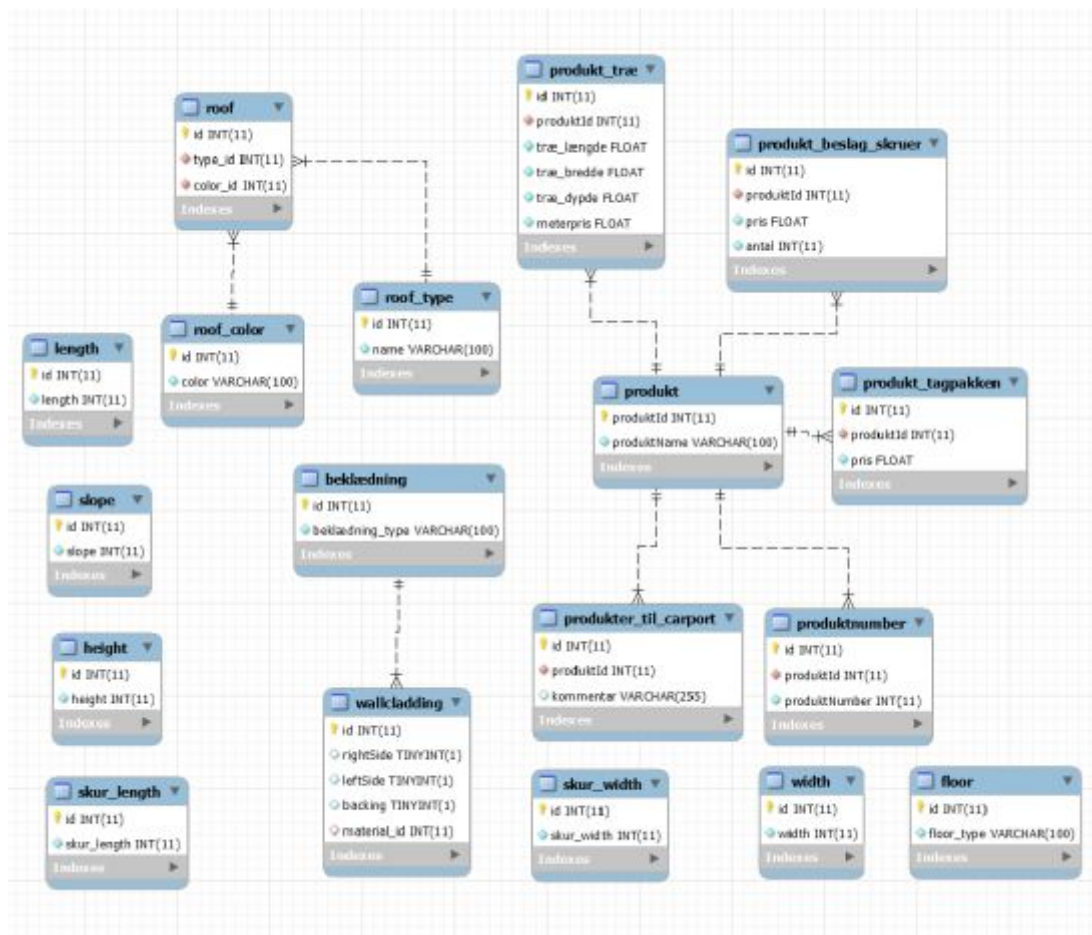 roof
id INT(11)
type_id INT(11)
color_id INT(11)
Indexes
produkt_træ
id INT(11)
produktId INT(11)
træ_længde FLOAT
træ_bredde FLOAT
træ_dypde FLOAT
meterpris FLOAT
Indexes
produkt_beslag_skruer
id INT(11)
produktId INT(11)
pris FLOAT
antal INT(11)
Indexes
length
id INT(11)
length INT(11)
Indexes
roof_color
id INT(11)
color VARCHAR(100)
Indexes
roof_type
id INT(11)
name VARCHAR(100)
Indexes
produkt
produktId INT(11)
produktName VARCHAR(100)
Indexes
produkt_tagpakken
id INT(11)
produktId INT(11)
pris FLOAT
Indexes
slope
id INT(11)
slope INT(11)
Indexes
beklædning
id INT(11)
beklædning_type VARCHAR(100)
Indexes
height
id INT(11)
height INT(11)
Indexes
wallcladding
id INT(11)
rightSide TINYINT(1)
leftSide TINYINT(1)
backing TINYINT(1)
material_id INT(11)
Indexes
produkter_til_carport
id INT(11)
produktId INT(11)
kommentar VARCHAR(255)
Indexes
produktnumber
id INT(11)
produktId INT(11)
produktNumber INT(11)
Indexes
skur_length
id INT(11)
skur_length INT(11)
Indexes
skur_width
id INT(11)
skur_width INT(11)
Indexes
width
id INT(11)
width INT(11)
Indexes
floor
id INT(11)
floor_type VARCHAR(100)
Indexes